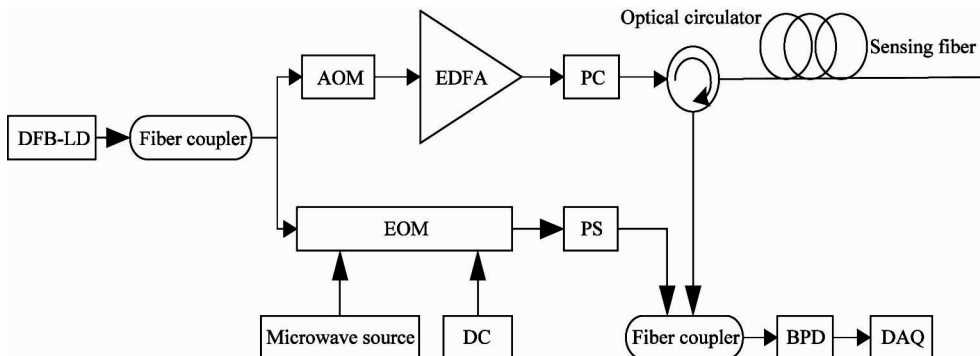 Optical circulator
Sensing fiber
AOM
EDFA
PC
DFB-LD
Fiber coupler
EOM
PS
Microwave source
DC
Fiber coupler
BPD
DAQ